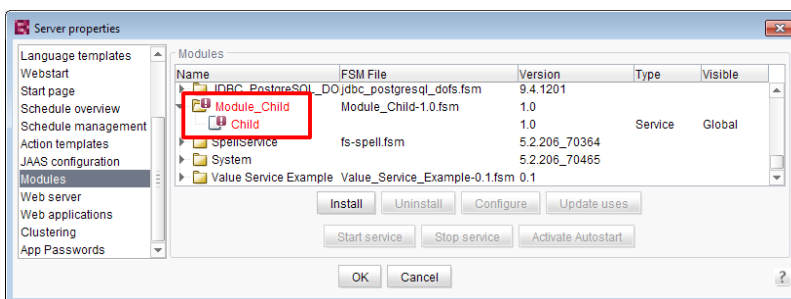 Server properties
Language templates
Webstart
Start page
Schedule overview
Schedule management
Action templates
JAAS configuration
Modules
Web server
Web applications
Clustering
App Passwords
Modules
Name FSM File Version Type Visible
JDBC_PostgreSQL_DO jdbc_postgresql_dofs.fsm 9.4.1201
Module_Child Module_Child-1.0.fsm 1.0
Child 1.0 Service Global
SpellService fs-spell.fsm 5.2.206_70364
System 5.2.206_70465
Value Service Example Value_Service_Example-0.1.fsm 0.1
Install Uninstall Configure Update uses
Start service Stop service Activate Autostart
OK Cancel ?